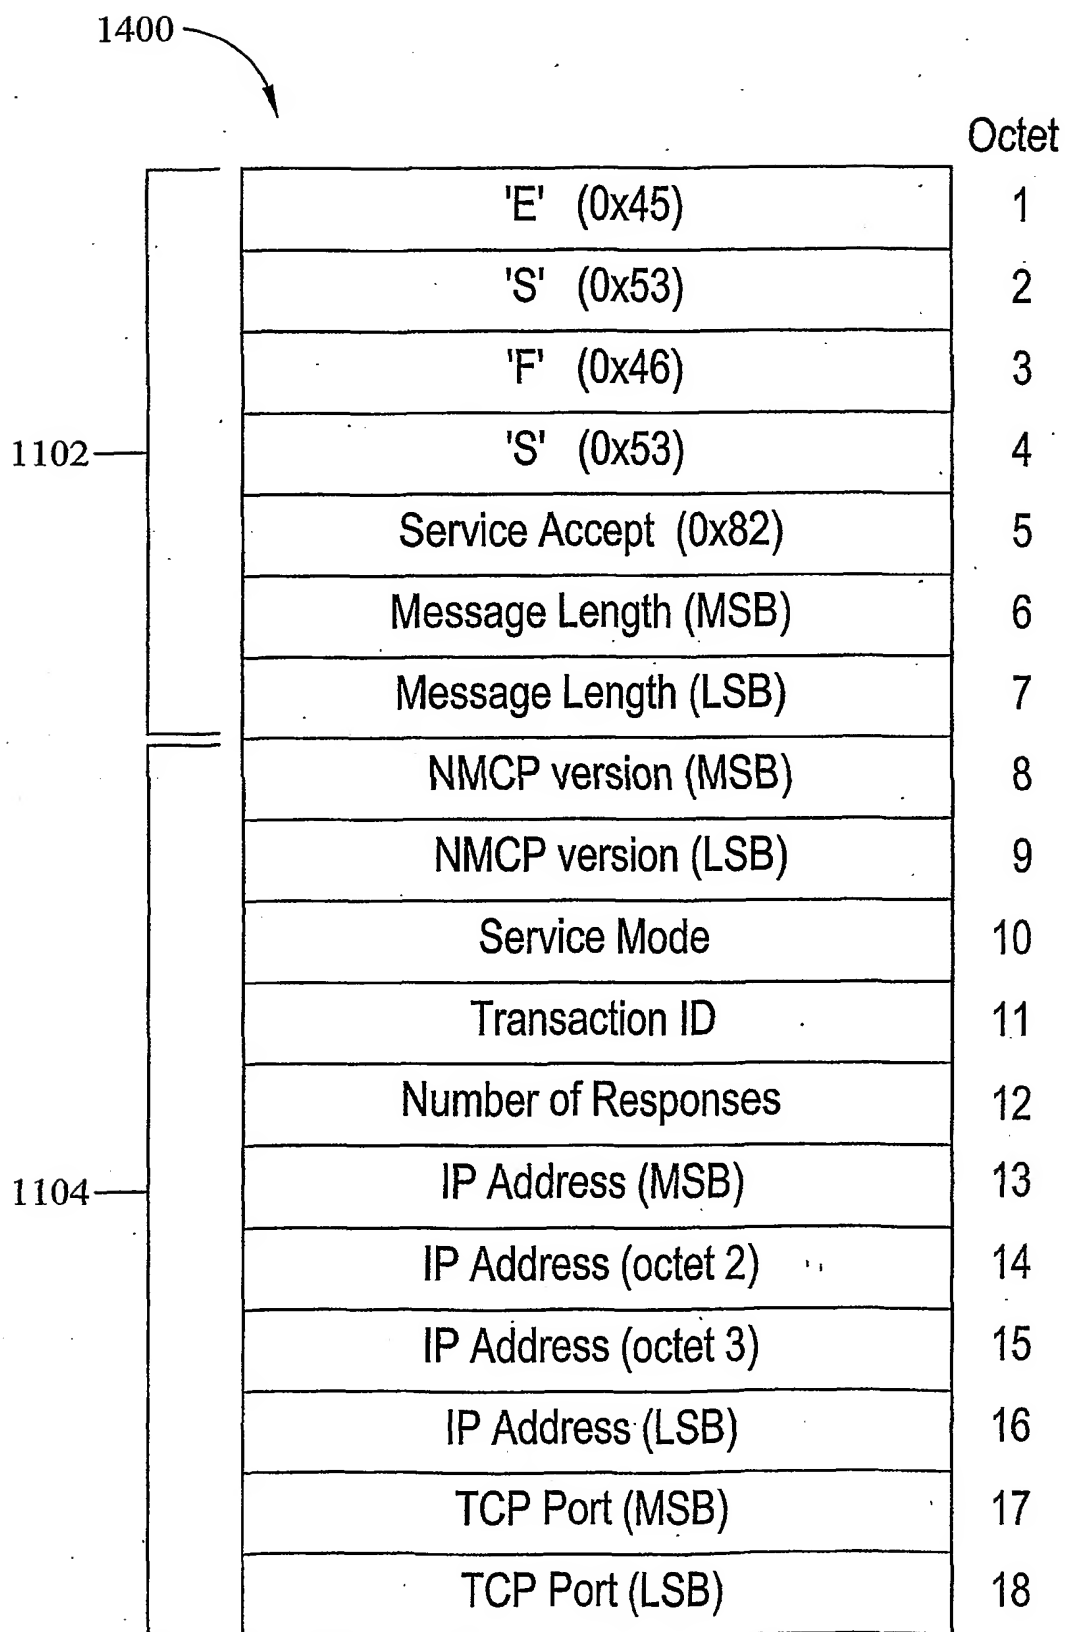 1400
Octet
'E' (0x45) 1
'S' (0x53) 2
'F' (0x46) 3
1102 'S' (0x53) 4
Service Accept (0x82) 5
Message Length (MSB) 6
Message Length (LSB) 7
NMCP version (MSB) 8
NMCP version (LSB) 9
Service Mode 10
Transaction ID 11
Number of Responses 12
1104 IP Address (MSB) 13
IP Address (octet 2) 14
IP Address (octet 3) 15
IP Address (LSB) 16
TCP Port (MSB) 17
TCP Port (LSB) 18